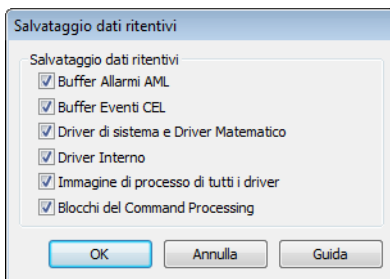 Salvataggio dati ritentivi
Salvataggio dati ritentivi
Buffer Allarmi AML
Buffer Eventi CEL
Driver di sistema e Driver Matematico
Driver Interno
Immagine di processo di tutti i driver
Blocchi del Command Processing
OK Annulla Guida